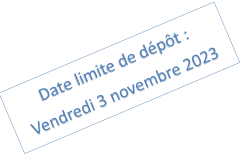 Date limite de dépôt :
Vendredi 3 novembre 2023